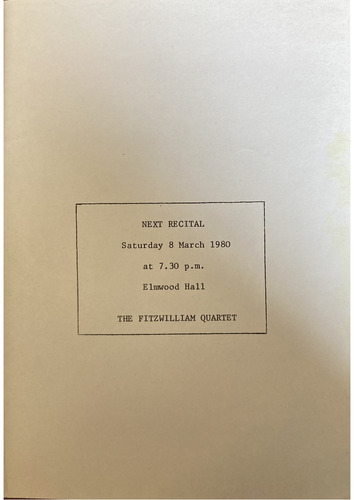 NEXT RECITAL
Saturday 8 March 1980
at 7.30 p.m.
Elmwood Hall
THE FITZWILLIAM QUARTET